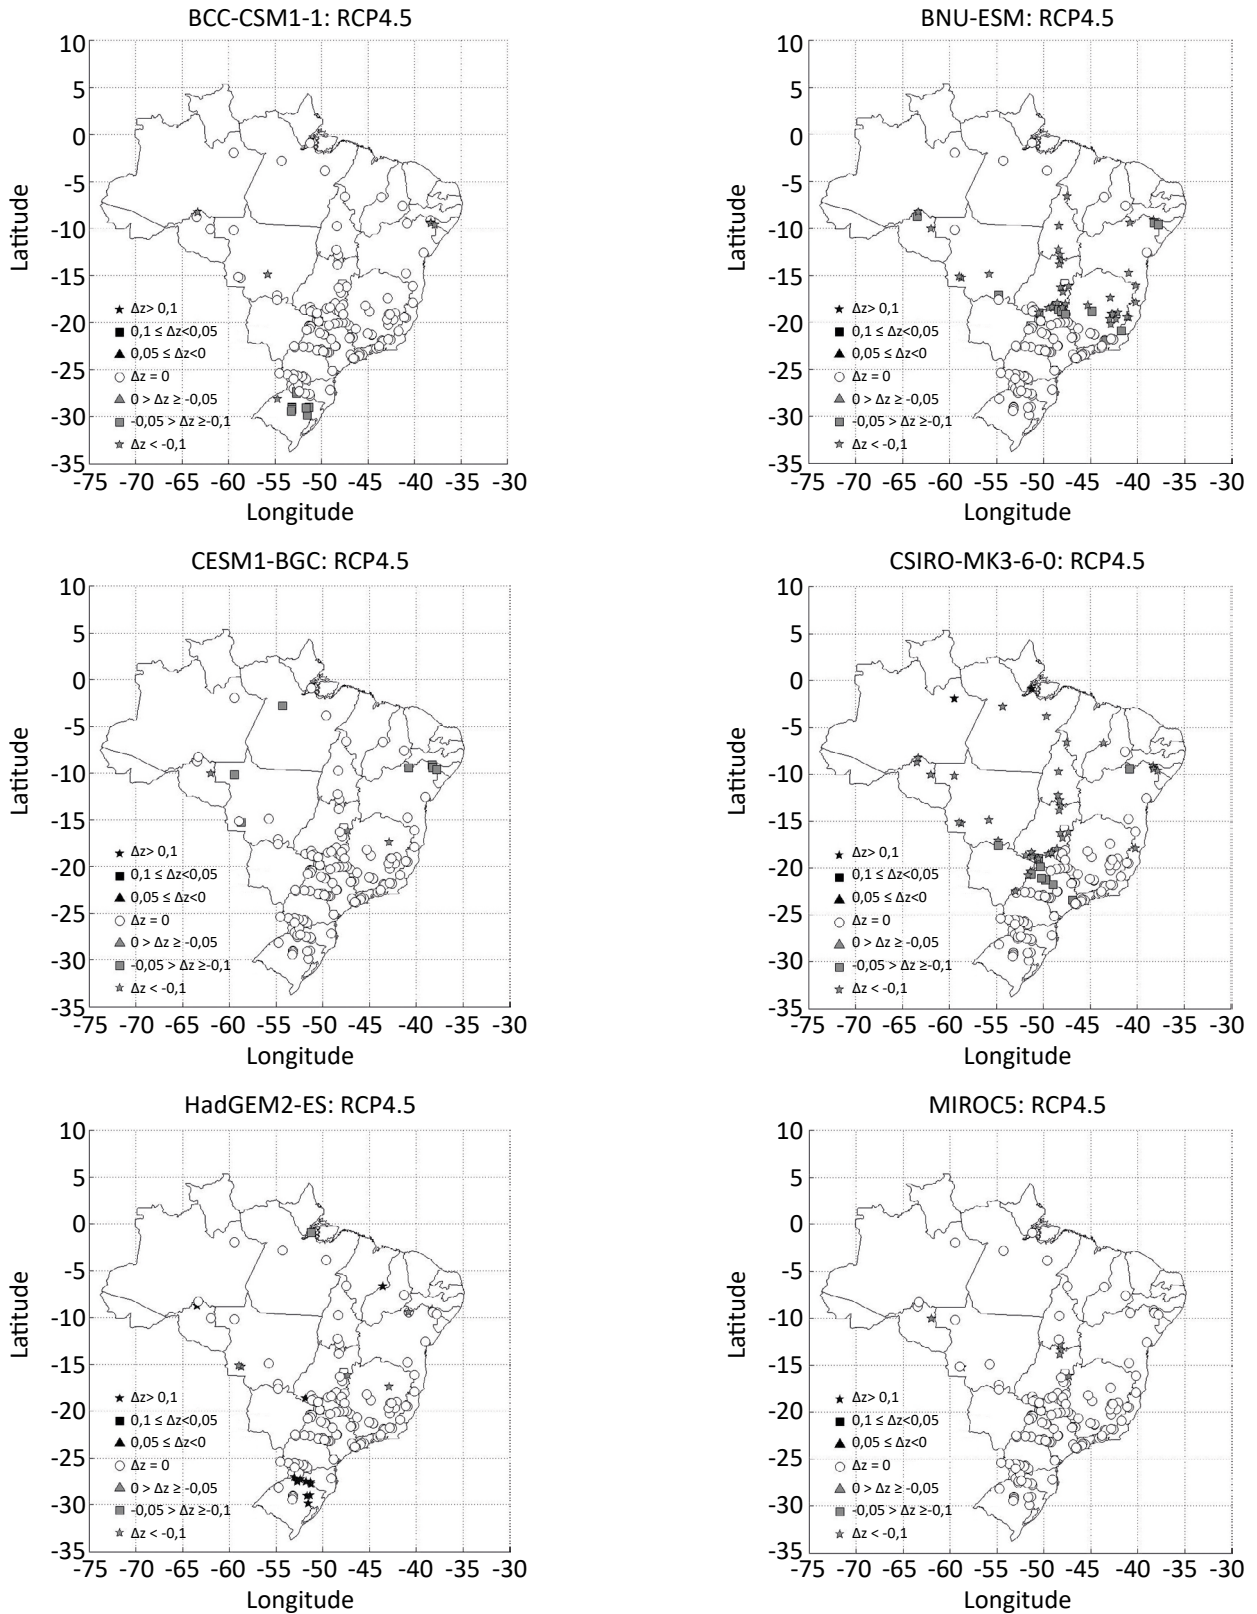 BCC-CSM1-1: RCP4.5
10
5
0
-5
-10
-15
-20
-25
-30
-35
Latitude
Δz> 0,1
0,1 ≤ Δz<0,05
0,05 ≤ Δz<0
Δz = 0
0 > Δz ≥ -0,05
-0,05 > Δz ≥-0,1
Δz < -0,1
-75 -70 -65 -60 -55 -50 -45 -40 -35 -30
Longitude
BNU-ESM: RCP4.5
10
5
0
-5
-10
-15
-20
-25
-30
-35
Latitude
Δz> 0,1
0,1 ≤ Δz<0,05
0,05 ≤ Δz<0
Δz = 0
0 > Δz ≥ -0,05
-0,05 > Δz ≥-0,1
Δz < -0,1
-75 -70 -65 -60 -55 -50 -45 -40 -35 -30
Longitude
CESM1-BGC: RCP4.5
10
5
0
-5
-10
-15
-20
-25
-30
-35
Latitude
Δz> 0,1
0,1 ≤ Δz<0,05
0,05 ≤ Δz<0
Δz = 0
0 > Δz ≥ -0,05
-0,05 > Δz ≥-0,1
Δz < -0,1
-75 -70 -65 -60 -55 -50 -45 -40 -35 -30
Longitude
CSIRO-MK3-6-0: RCP4.5
10
5
0
-5
-10
-15
-20
-25
-30
-35
Latitude
Δz> 0,1
0,1 ≤ Δz<0,05
0,05 ≤ Δz<0
Δz = 0
0 > Δz ≥ -0,05
-0,05 > Δz ≥-0,1
Δz < -0,1
-75 -70 -65 -60 -55 -50 -45 -40 -35 -30
Longitude
HadGEM2-ES: RCP4.5
10
5
0
-5
-10
-15
-20
-25
-30
-35
Latitude
Δz> 0,1
0,1 ≤ Δz<0,05
0,05 ≤ Δz<0
Δz = 0
0 > Δz ≥ -0,05
-0,05 > Δz ≥-0,1
Δz < -0,1
-75 -70 -65 -60 -55 -50 -45 -40 -35 -30
Longitude
MIROC5: RCP4.5
10
5
0
-5
-10
-15
-20
-25
-30
-35
Latitude
Δz> 0,1
0,1 ≤ Δz<0,05
0,05 ≤ Δz<0
Δz = 0
0 > Δz ≥ -0,05
-0,05 > Δz ≥-0,1
Δz < -0,1
-75 -70 -65 -60 -55 -50 -45 -40 -35 -30
Longitude